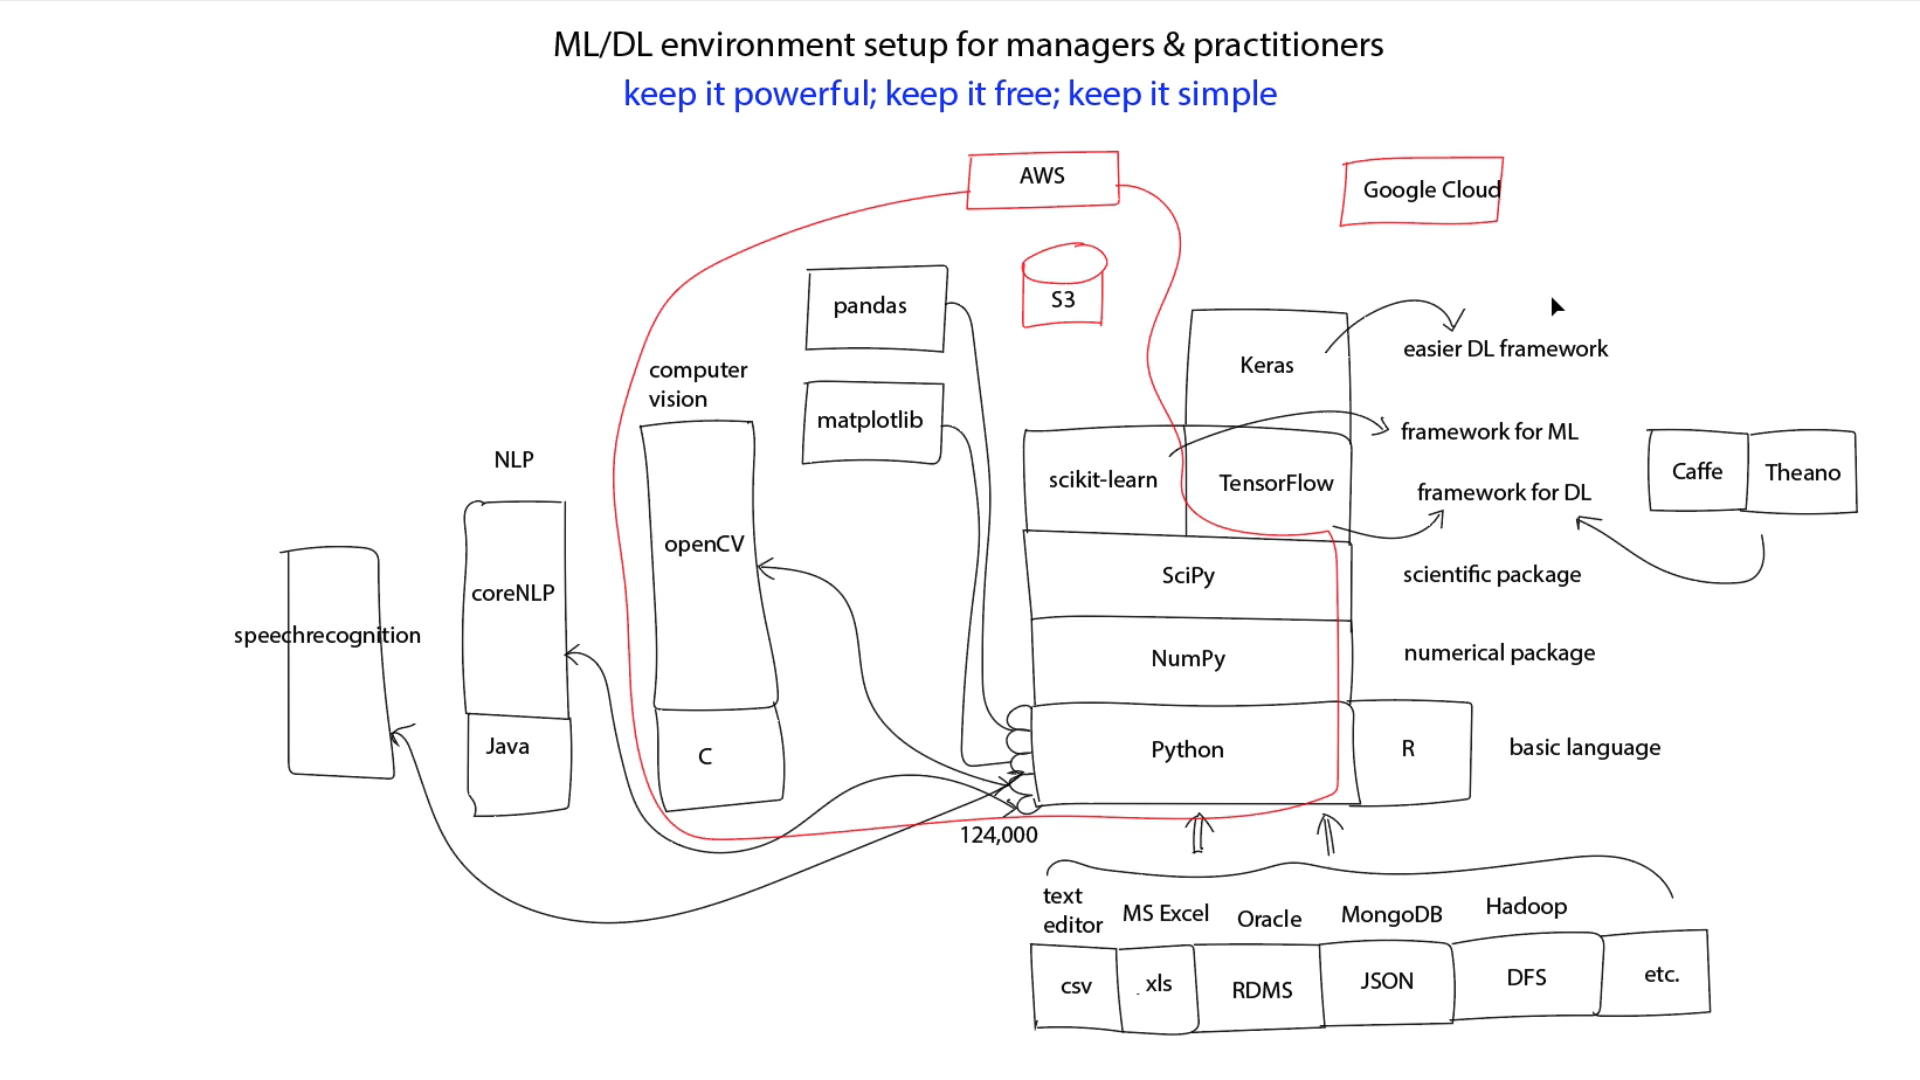 ML/DL environment setup for managers & practitioners
keep it powerful; keep it free; keep it simple
AWS
Google Cloud
S3
pandas
Keras
easier DL framework
computer
vision
matplotlib
framework for ML
NLP
scikit-learn
TensorFlow
framework for DL
Caffe
Theano
openCV
SciPy
scientific package
coreNLP
speechrecognition
NumPy
numerical package
Java
C
Python
R
basic language
124,000
text
editor
MS Excel
Oracle
MongoDB
Hadoop
csv
xls
RDMS
JSON
DFS
etc.